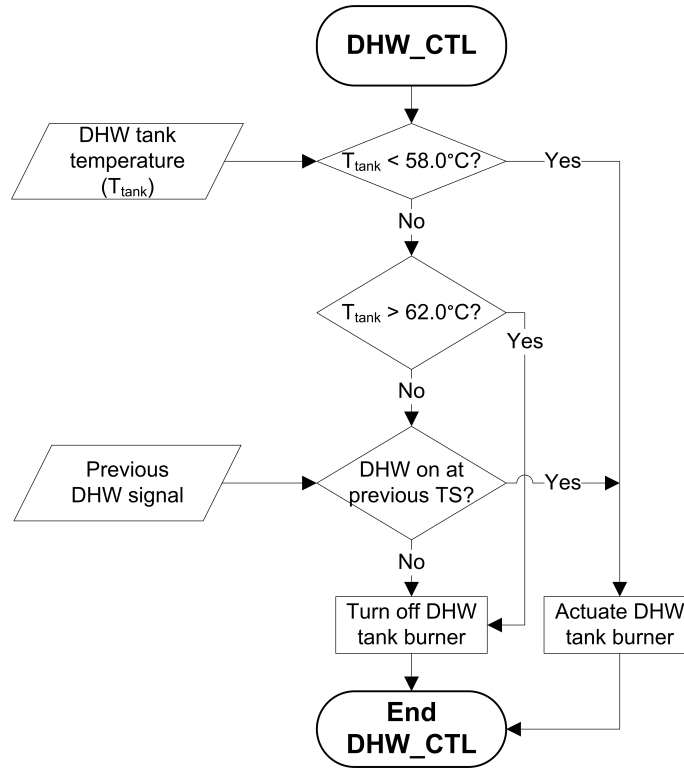 DHW_CTL
DHW tank
temperature
(Ttank)
Ttank < 58.0°C?
Yes
No
Ttank > 62.0°C?
Yes
No
Previous
DHW signal
DHW on at
previous TS?
Yes
No
Turn off DHW
tank burner
Actuate DHW
tank burner
End
DHW_CTL